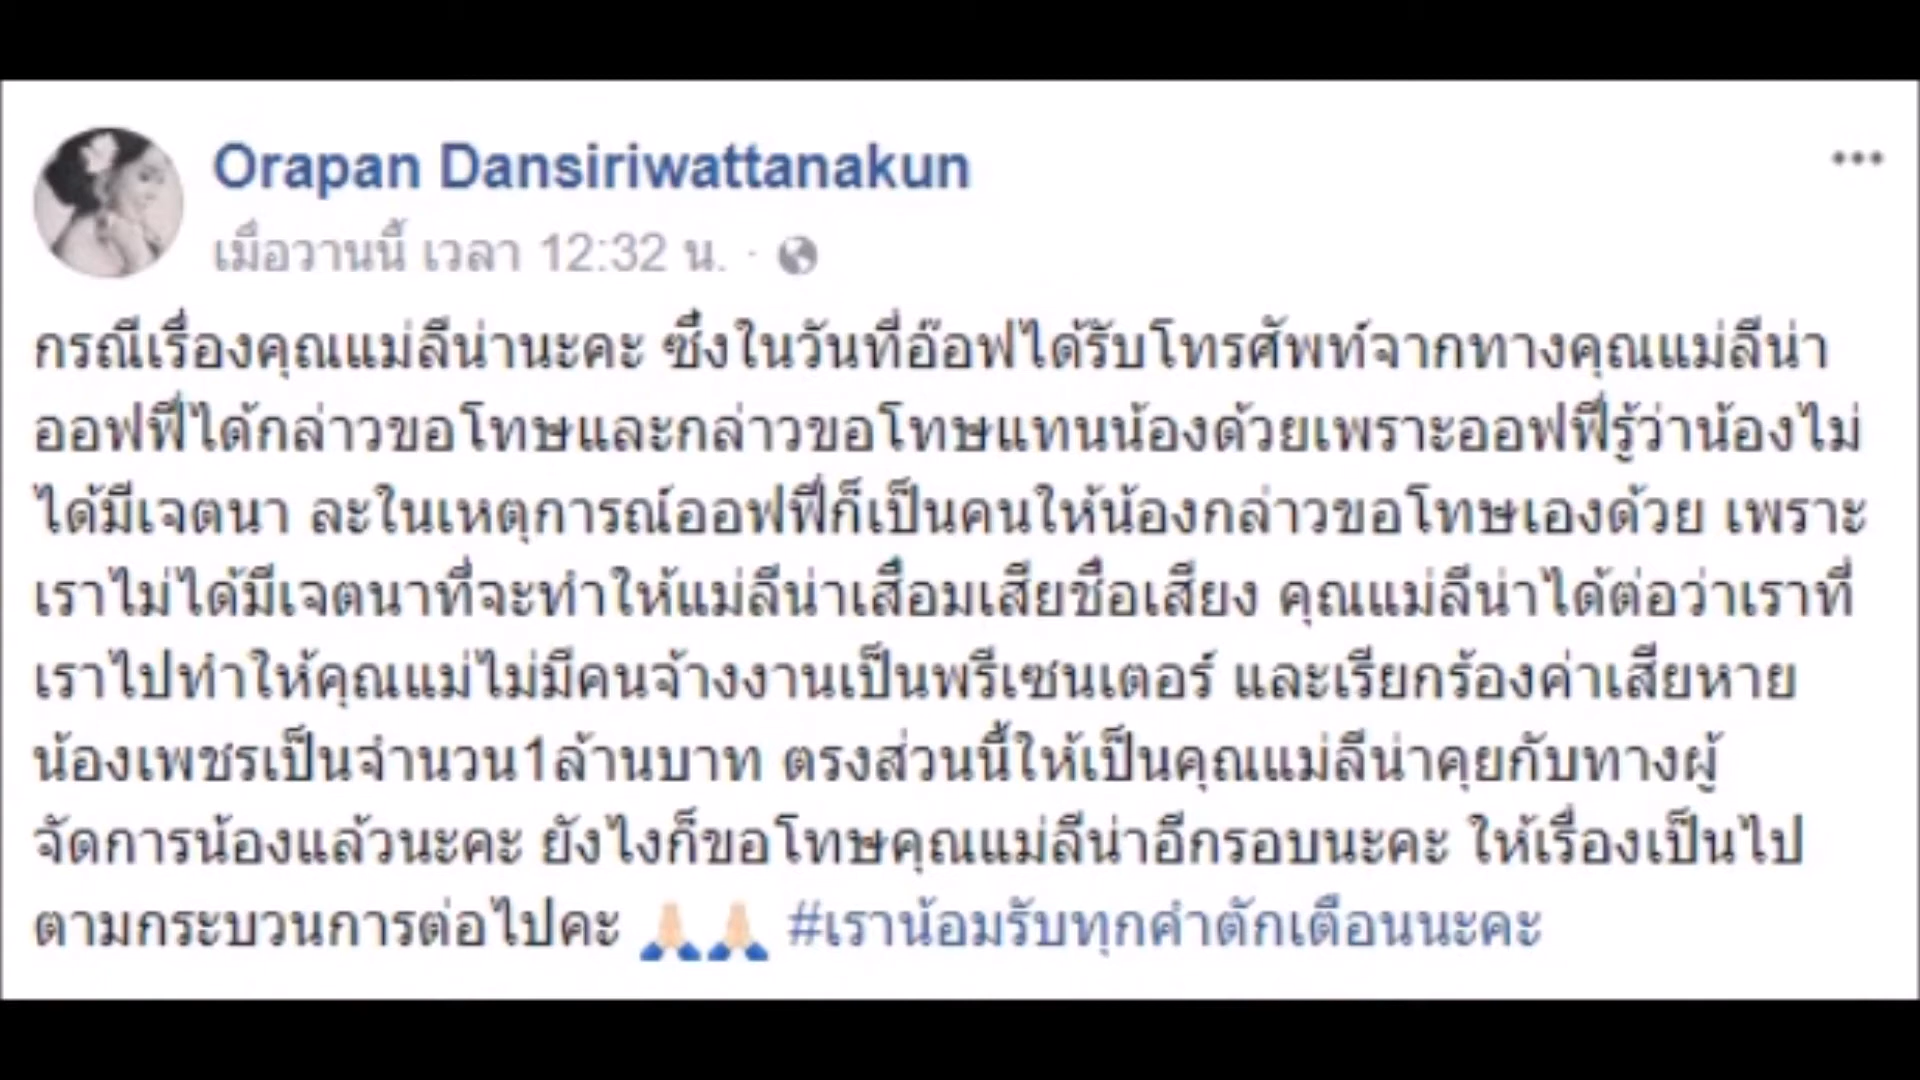 Orapan Dansiriwattanakun
เมื่อวานนี้ เวลา 12:32 น. ·
กรณีเรื่องคุณแม่ลีน่านะคะ ซึ่งในวันที่อ๊อฟได้รับโทรศัพท์จากทางคุณแม่ลีน่า
ออฟฟี่ได้กล่าวขอโทษและกล่าวขอโทษแทนน้องด้วยเพราะออฟฟี่รู้ว่าน้องไม่
ได้มีเจตนา ละในเหตุการณ์ออฟฟี่ก็เป็นคนให้น้องกล่าวขอโทษเองด้วย เพราะ
เราไม่ได้มีเจตนาที่จะทำให้แม่ลีน่าเสื่อมเสียชื่อเสียง คุณแม่ลีน่าได้ต่อว่าเราที่
เราไปทำให้คุณแม่ไม่มีคนจ้างงานเป็นพรีเซนเตอร์ และเรียกร้องค่าเสียหาย
น้องเพชรเป็นจำนวน1ล้านบาท ตรงส่วนนี้ให้เป็นคุณแม่ลีน่าคุยกับทางผู้
จัดการน้องแล้วนะคะ ยังไงก็ขอโทษคุณแม่ลีน่าอีกรอบนะคะ ให้เรื่องเป็นไป
ตามกระบวนการต่อไปคะ 🙏🙏 #เราน้อมรับทุกคำตักเตือนนะคะ